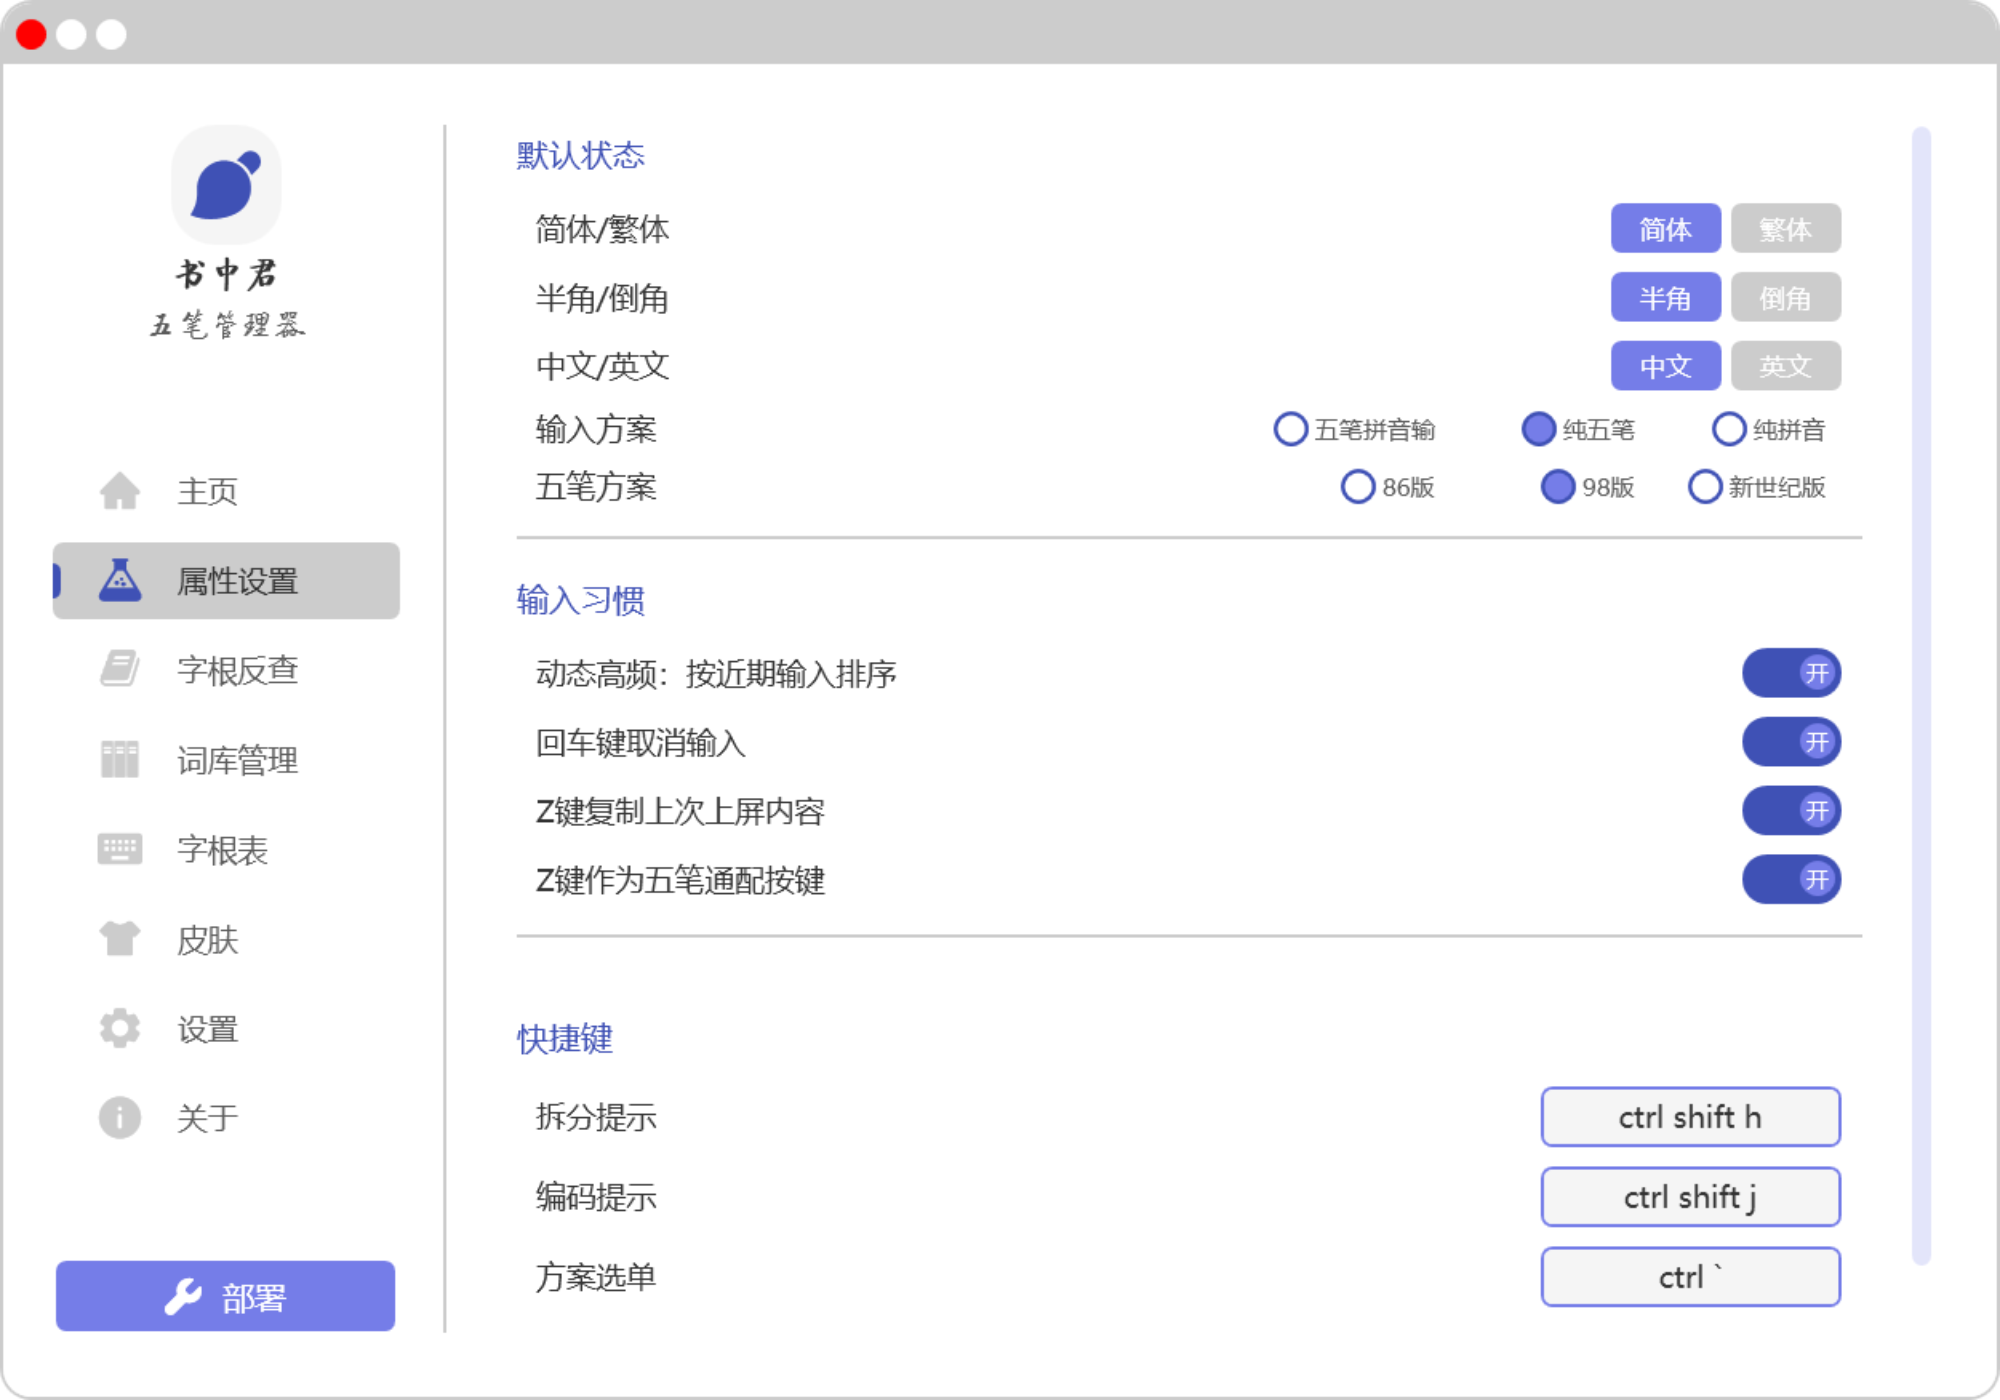 书中君
五笔管理器
主页
属性设置
字根反查
词库管理
字根表
皮肤
设置
关于
部署
默认状态
简体/繁体 简体 繁体
半角/倒角 半角 倒角
中文/英文 中文 英文
输入方案 五笔拼音输 纯五笔 纯拼音
五笔方案 86版 98版 新世纪版
输入习惯
动态高频：按近期输入排序 开
回车键取消输入 开
Z键复制上次上屏内容 开
Z键作为五笔通配按键 开
快捷键
拆分提示 ctrl shift h
编码提示 ctrl shift j
方案选单 ctrl `